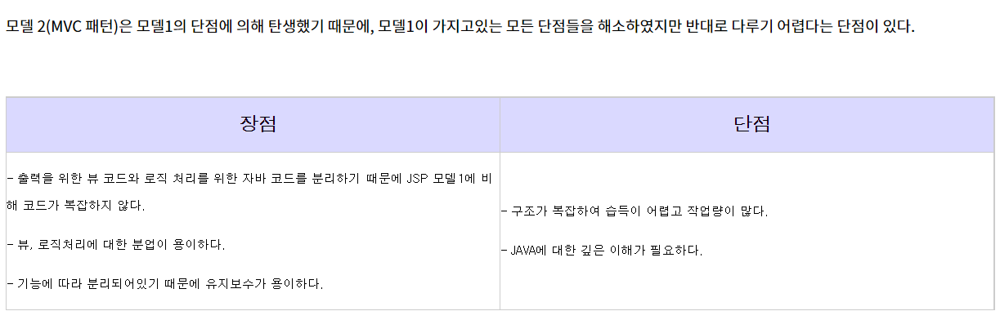 모델 2(MVC 패턴)은 모델1의 단점에 의해 탄생했기 때문에, 모델1이 가지고있는 모든 단점들을 해소하였지만 반대로 다루기 어렵다는 단점이 있다.
장점
단점
- 출력을 위한 뷰 코드와 로직 처리를 위한 자바 코드를 분리하기 때문에 JSP 모델1에 비
해 코드가 복잡하지 않다.
- 뷰, 로직처리에 대한 분업이 용이하다.
- 기능에 따라 분리되어있기 때문에 유지보수가 용이하다.
- 구조가 복잡하여 습득이 어렵고 작업량이 많다.
- JAVA에 대한 깊은 이해가 필요하다.